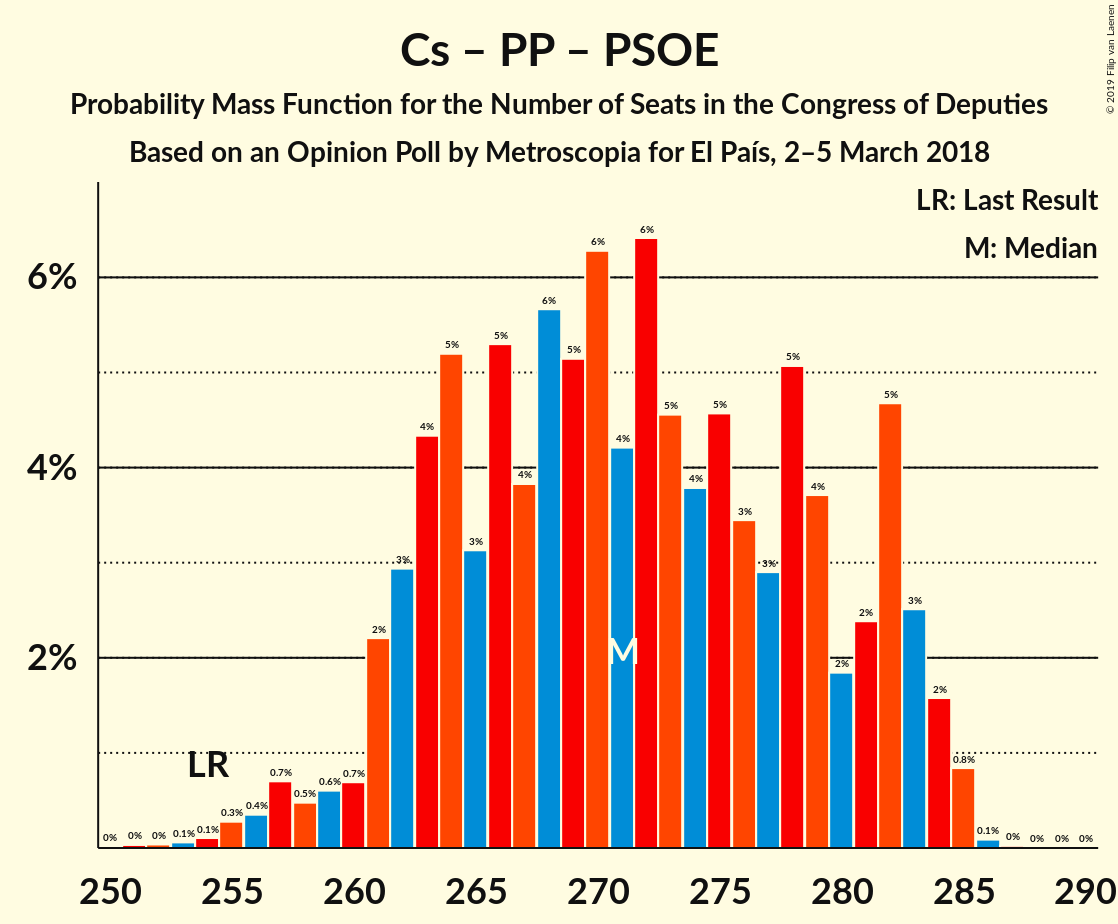 Cs – PP – PSOE
Probability Mass Function for the Number of Seats in the Congress of Deputies
Based on an Opinion Poll by Metroscopia for El País, 2–5 March 2018
© 2019 Filip van Laenen
LR: Last Result
M: Median
6%
4%
2%
0% 0% 0% 0.1% 0.1% 0.3% 0.4% 0.7% 0.5% 0.6% 0.7% 2% 3% 4% 5% 3% 5% 4% 6% 5% 6% 4% 6% 5% 4% 5% 3% 3% 5% 4% 2% 2% 5% 3% 2% 0.8% 0.1% 0% 0% 0% 0%
M
LR
250 255 260 265 270 275 280 285 290